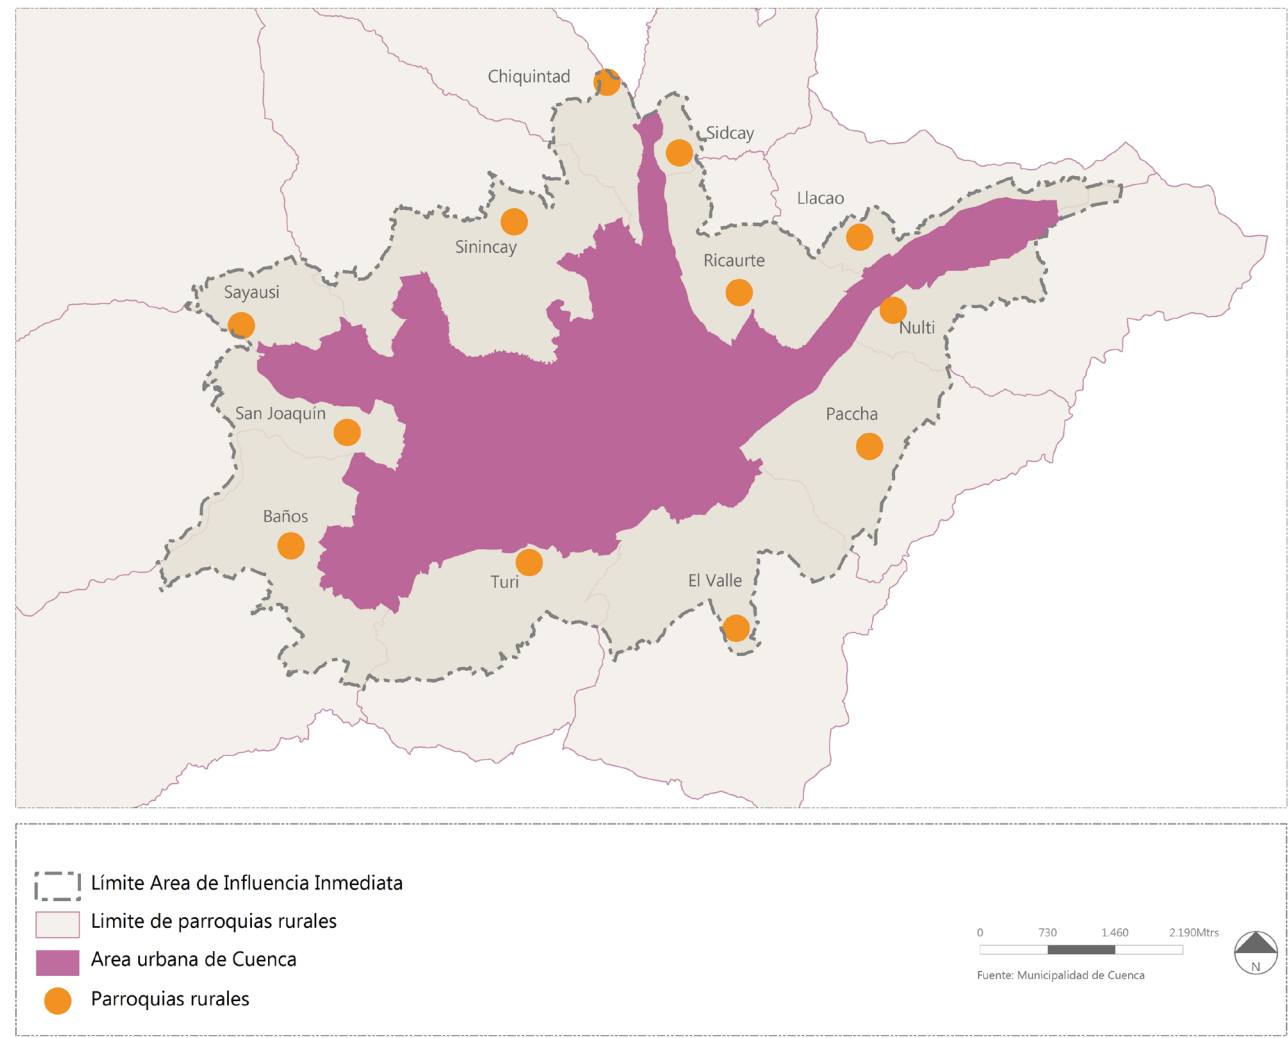 Chiquintad
Sidcay
Llacao
Sinincay
Ricaurte
Sayausi
Nulti
San Joaquín
Paccha
Baños
Turi
El Valle
Límite Area de Influencia Inmediata
Limite de parroquias rurales
Area urbana de Cuenca
Parroquias rurales
0 730 1.460 2.190Mtrs
Fuente: Municipalidad de Cuenca
N